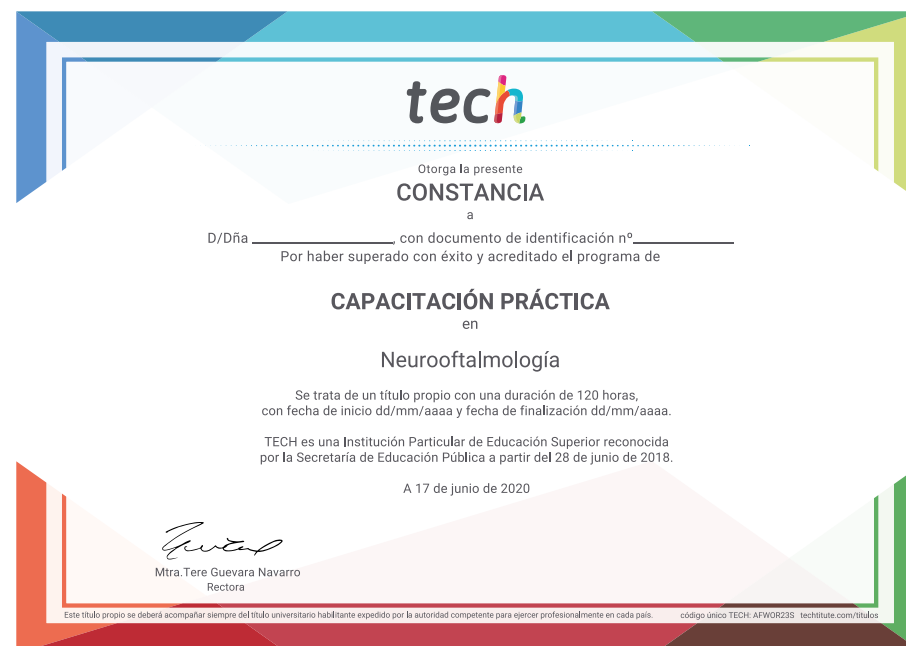 tech
Otorga la presente
CONSTANCIA
a
D/Dña ____________________, con documento de identificación nº______________
Por haber superado con éxito y acreditado el programa de
CAPACITACIÓN PRÁCTICA
en
Neurooftalmología
Se trata de un título propio con una duración de 120 horas,
con fecha de inicio dd/mm/aaaa y fecha de finalización dd/mm/aaaa.
TECH es una Institución Particular de Educación Superior reconocida
por la Secretaría de Educación Pública a partir del 28 de junio de 2018.
A 17 de junio de 2020
Mtra.Tere Guevara Navarro
Rectora
Este título propio se deberá acompañar siempre del título universitario habilitante expedido por la autoridad competente para ejercer profesionalmente en cada país. código único TECH: AFWOR23S techtitute.com/titulos